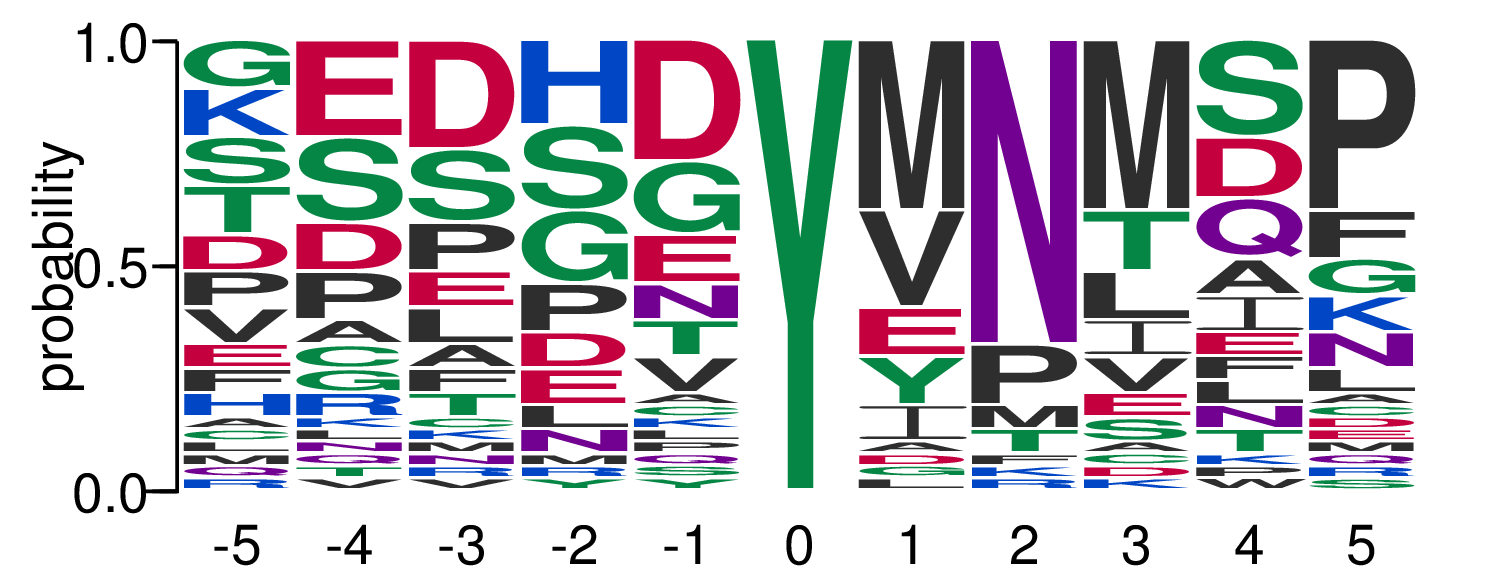 probability
1.0
0.5
0.0
G E D H D Y M N M S P
K S S S G V P T D F
S D P G E E M L Q G
T P E P N Y T I A K
D A L D T I F V I N
P C A E V A K E E L
V G F L A D R S F A
E R T N C G A L C
F K C M K L C N D
H L K R P D T E
A N M Y Q K K M
C Q N S P Q
L T R Y W R
M V V S
Q
R
-5 -4 -3 -2 -1 0 1 2 3 4 5